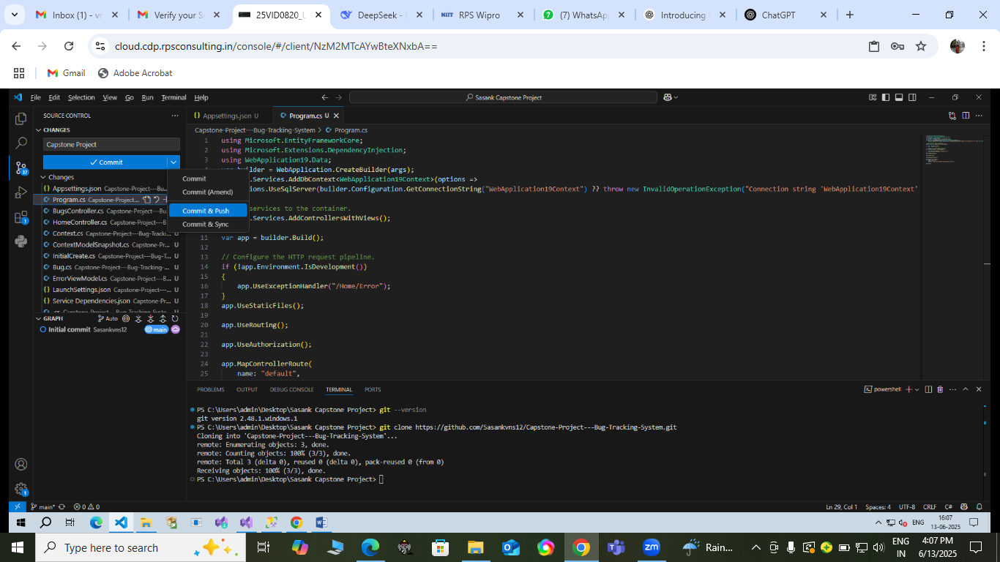 Inbox (1) - vn
Verify your S
25VID0820_U
DeepSeek -
NIIT RPS Wipro
(7) WhatsApp
Introducing
ChatGPT
cloud.cdp.rpsconsulting.in/console/#/client/NzM2MTcAYwBteXNxbA==
Gmail
Adobe Acrobat
File Edit Selection View Go Run Terminal Help
Sasank Capstone Project
SOURCE CONTROL
CHANGES
Capstone Project
Commit
Changes
Appsettings.json Capstone-Project---Bu...
Program.cs Capstone-Project...
BugsController.cs Capstone-Project---Bu...
HomeController.cs Capstone-Project---B
Context.cs Capstone-Project---Bug-Tracki
ContextModelSnapshot.cs Capstone-Pr... U
InitialCreate.cs Capstone-Project---Bug-T... U
Bug.cs Capstone-Project---Bug-Tracking-... U
ErrorViewModel.cs Capstone-Project---B... U
LaunchSettings.json Capstone-Project---... U
Service Dependencies.json Capstone-Pr... U
37
1
Commit
Commit (Amend)
Commit & Push
Commit & Sync
GRAPH
Auto
Initial commit Sasankvns12 main
Appsettings.json U
Program.cs U
Capstone-Project---Bug-Tracking-System > Program.cs
1 using Microsoft.EntityFrameworkCore;
2 using Microsoft.Extensions.DependencyInjection;
3 using WebApplication19.Data;
builder = WebApplication.CreateBuilder(args);
.Services.AddDbContext<WebApplication19Context>(options =>
ions.UseSqlServer(builder.Configuration.GetConnectionString("WebApplication19Context") ?? throw new InvalidOperationException("Connection string 'WebApplication19Context'
services to the container.
.Services.AddControllersWithViews();
11 var app = builder.Build();
12
13 // Configure the HTTP request pipeline.
14 if (!app.Environment.IsDevelopment())
15 {
16 app.UseExceptionHandler("/Home/Error");
17 }
18 app.UseStaticFiles();
19
20 app.UseRouting();
21
22 app.UseAuthorization();
23
24 app.MapControllerRoute(
25 name: "default",
PROBLEMS OUTPUT DEBUG CONSOLE TERMINAL PORTS
powershell
PS C:\Users\admin\Desktop\Sasank Capstone Project> git --version
git version 2.48.1.windows.1
PS C:\Users\admin\Desktop\Sasank Capstone Project> git clone https://github.com/Sasankvns12/Capstone-Project---Bug-Tracking-System.git
Cloning into 'Capstone-Project---Bug-Tracking-System'...
remote: Enumerating objects: 3, done.
remote: Counting objects: 100% (3/3), done.
remote: Total 3 (delta 0), reused 0 (delta 0), pack-reused 0 (from 0)
Receiving objects: 100% (3/3), done.
PS C:\Users\admin\Desktop\Sasank Capstone Project>
1
main* 0 0
Ln 29, Col 1 Spaces: 4 UTF-8 CRLF C#
ENG
16:07
13-06-2025
Type here to search
zm
Rain...
ENG
IN
4:07 PM
6/13/2025